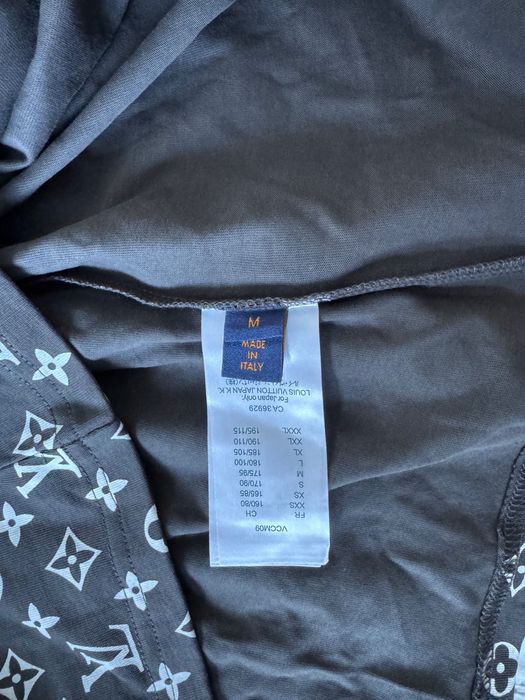 M
MADE
IN
ITALY
VCCM09
FR CH
XXS 160/80
XS 165/85
S 170/90
M 175/95
L 180/100
XL 185/105
XXL 190/110
XXXL 195/115
CA 36929
For Japan only:
LOUIS VUITTON JAPAN K.K.